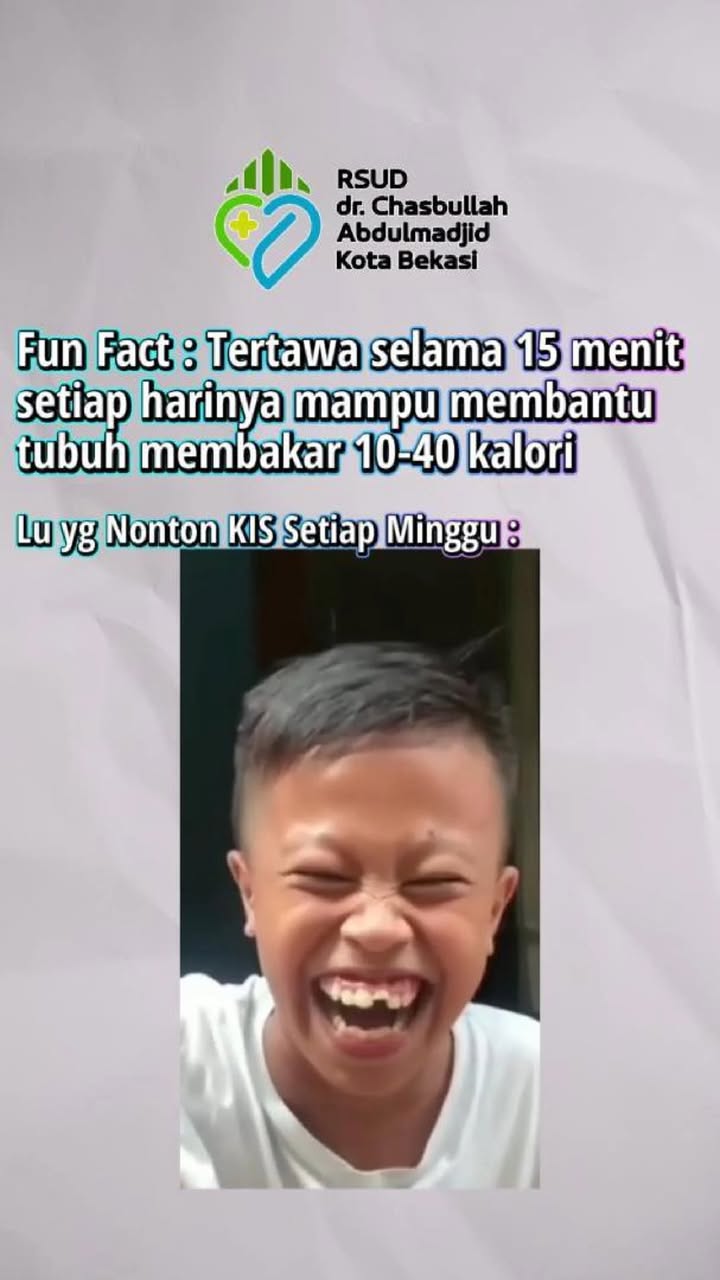 RSUD
dr. Chasbullah
Abdulmadjid
Kota Bekasi
Fun Fact : Tertawa selama 15 menit
setiap harinya mampu membantu
tubuh membakar 10-40 kalori
Lu yg Nonton KIS Setiap Minggu :